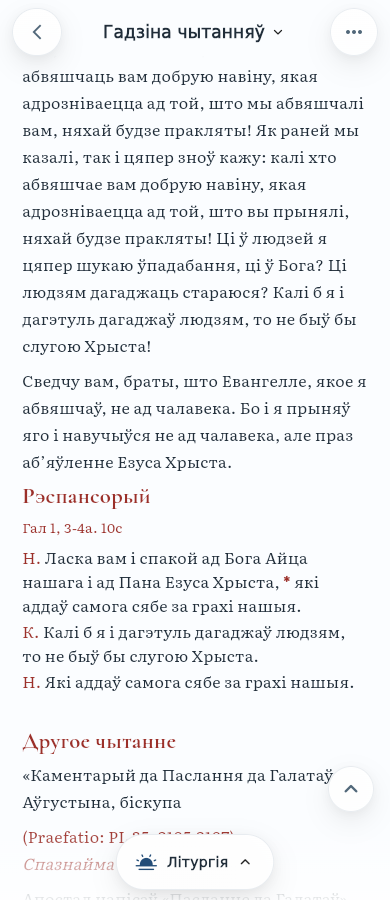 Гадзіна чытанняў
абвяшчаць вам добрую навіну, якая
адрозніваецца ад той, што мы абвяшчалі
вам, няхай будзе пракляты! Як раней мы
казалі, так і цяпер зноў кажу: калі хто
абвяшчае вам добрую навіну, якая
адрозніваецца ад той, што вы прынялі,
няхай будзе пракляты! Ці ў людзей я
цяпер шукаю ўпадабання, ці ў Бога? Ці
людзям дагаджаць стараюся? Калі б я і
дагэтуль дагаджаў людзям, то не быў бы
слугою Хрыста!
Сведчу вам, браты, што Евангелле, якое я
абвяшчаў, не ад чалавека. Бо і я прыняў
яго і навучыўся не ад чалавека, але праз
аб’яўленне Езуса Хрыста.
Рэспансорый
Гал 1, 3-4а. 10с
Н. Ласка вам і спакой ад Бога Айца
нашага і ад Пана Езуса Хрыста, * які
аддаў самога сябе за грахі нашыя.
К. Калі б я і дагэтуль дагаджаў людзям,
то не быў бы слугою Хрыста.
Н. Які аддаў самога сябе за грахі нашыя.
Другое чытанне
«Каментарый да Паслання да Галатаў
Аўгустына, біскупа
(Praefatio:
Спазнайма
Літургія